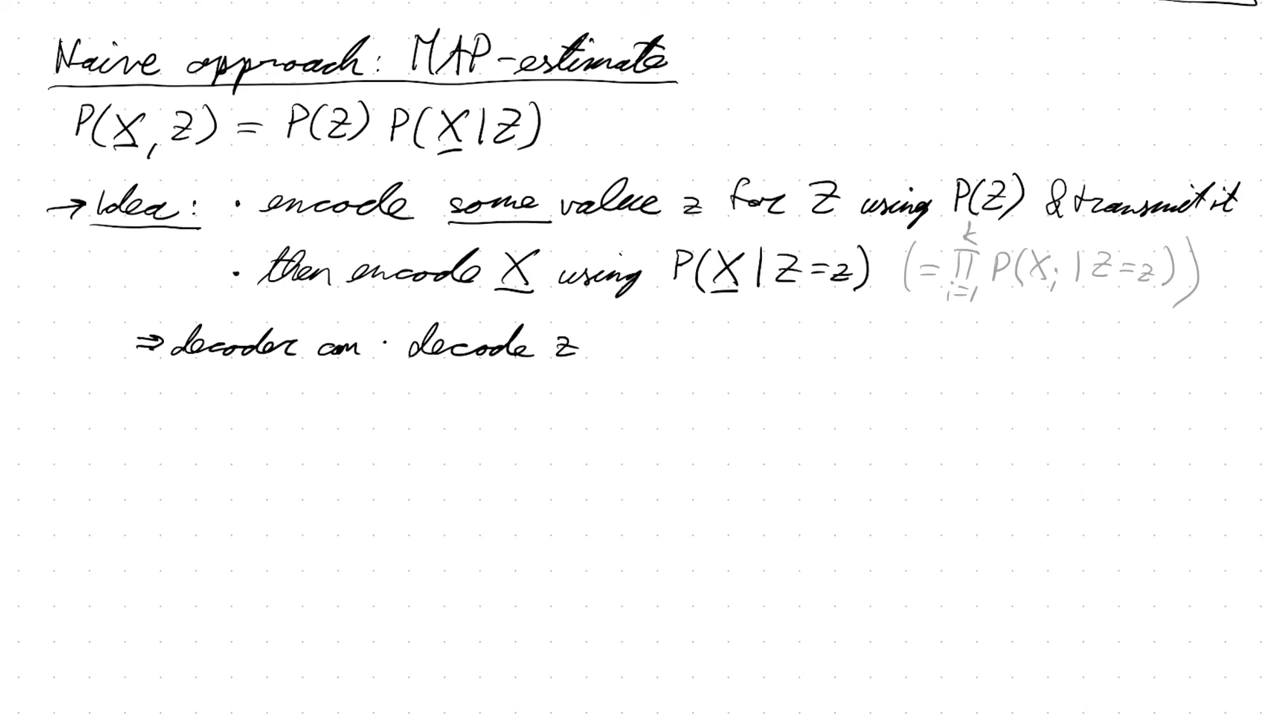 Naive approach: MAP-estimate
P(X, Z) = P(Z) P(X|Z)
→ Idea: · encode some value z for Z using P(Z) & transmit it
· then encode X using P(X | Z=z) (= ∏_{i=1}^{k} P(X_i | Z=z))
⇒ decoder can · decode z